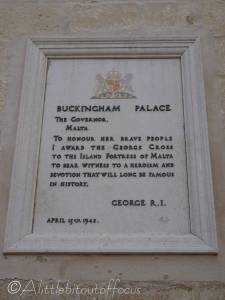 BUCKINGHAM PALACE
THE GOVERNOR,
MALTA
TO HONOUR HER BRAVE PEOPLE
I AWARD THE GEORGE CROSS
TO THE ISLAND FORTRESS OF MALTA
TO BEAR WITNESS TO A HEROISM AND
DEVOTION THAT WILL LONG BE FAMOUS
IN HISTORY.
GEORGE R.I.
APRIL 15TH. 1942.
© Alittlebitoutoffocus